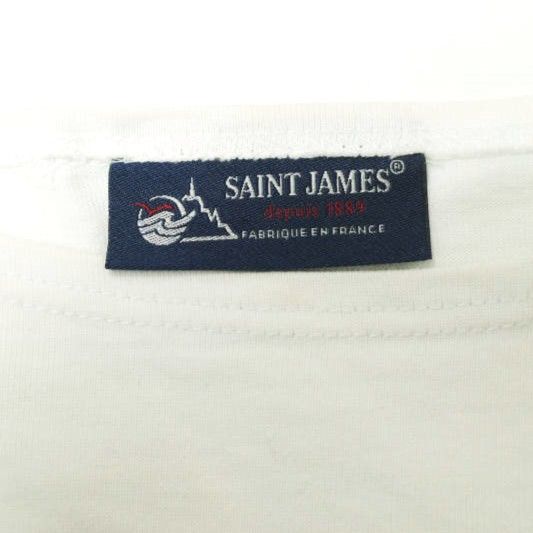 SAINT JAMES®
depuis 1889
FABRIQUE EN FRANCE